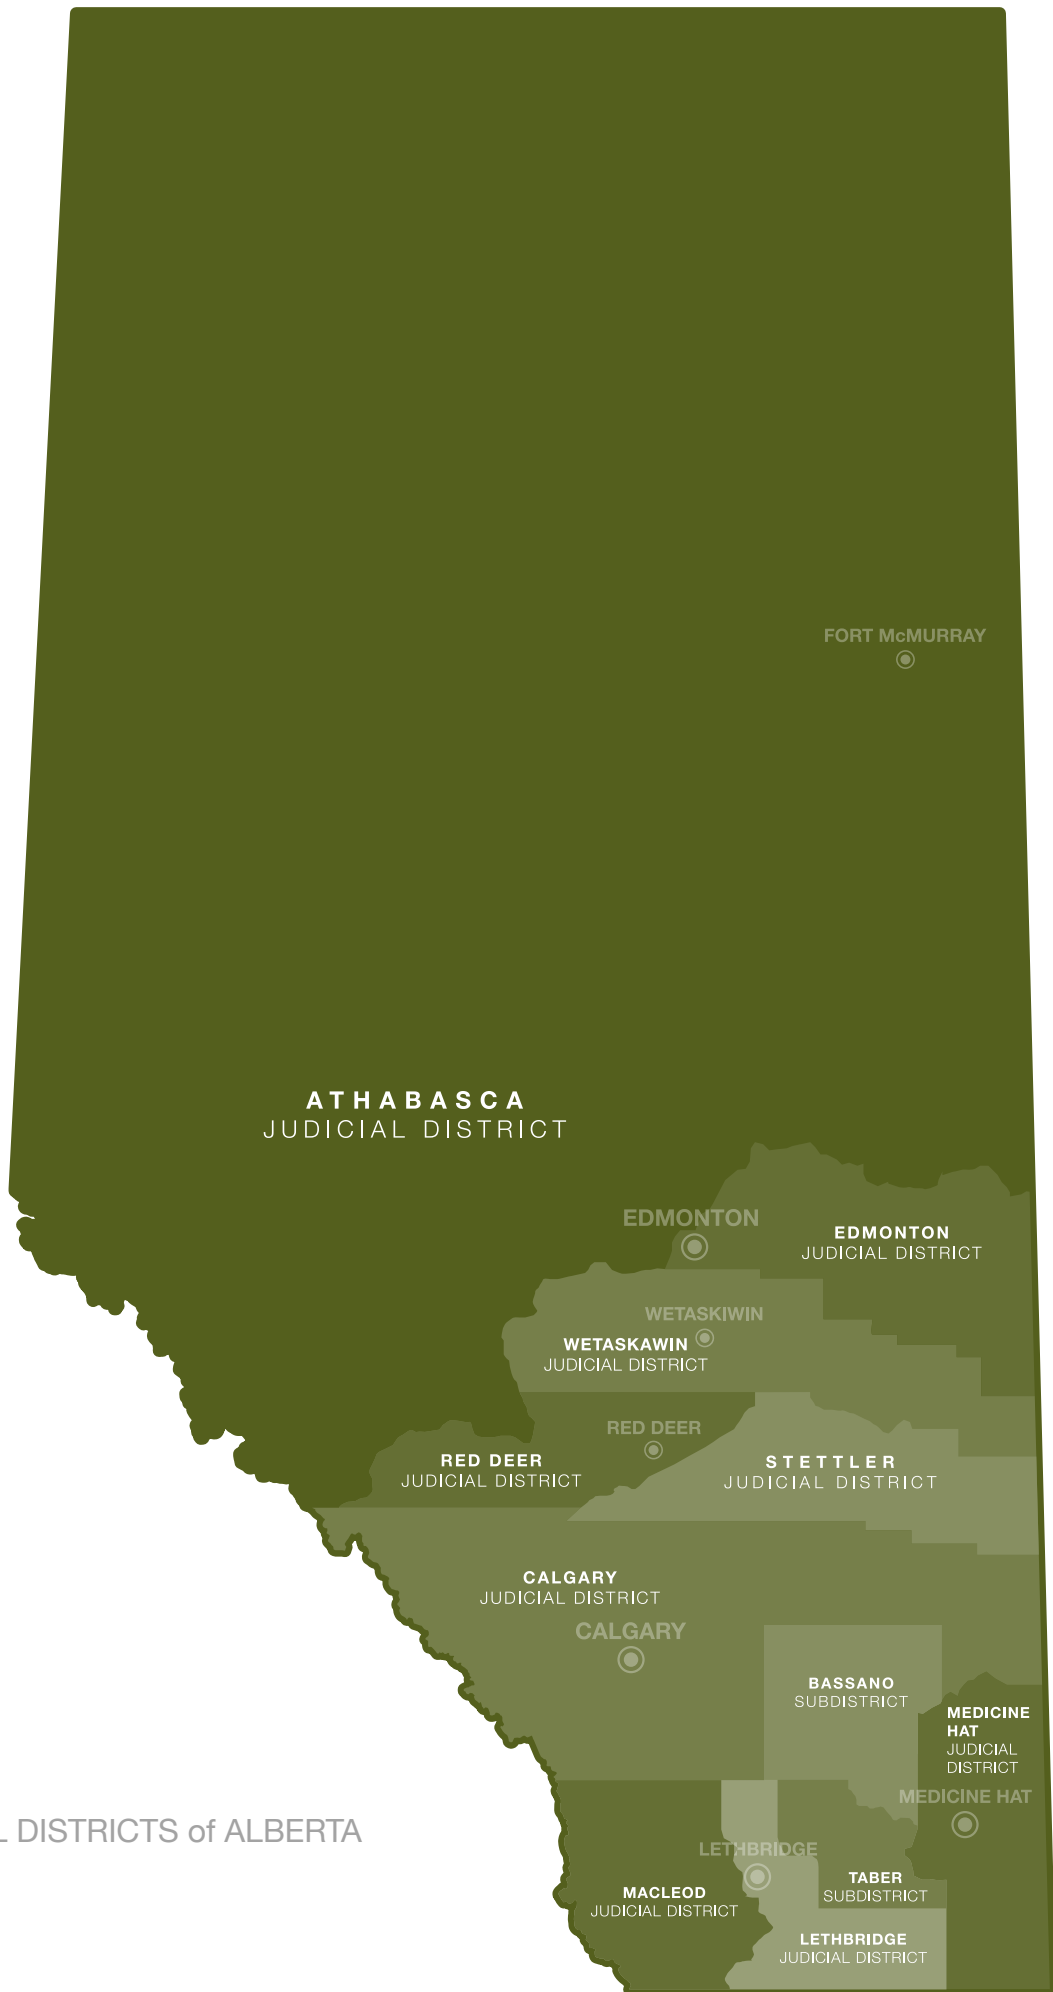 FORT McMURRAY
ATHABASCA
JUDICIAL DISTRICT
EDMONTON
EDMONTON
JUDICIAL DISTRICT
WETASKIWIN
WETASKAWIN
JUDICIAL DISTRICT
RED DEER
RED DEER
JUDICIAL DISTRICT
STETTLER
JUDICIAL DISTRICT
CALGARY
JUDICIAL DISTRICT
CALGARY
BASSANO
SUBDISTRICT
MEDICINE
HAT
JUDICIAL
DISTRICT
MEDICINE HAT
L DISTRICTS of ALBERTA
LETHBRIDGE
TABER
SUBDISTRICT
MACLEOD
JUDICIAL DISTRICT
LETHBRIDGE
JUDICIAL DISTRICT